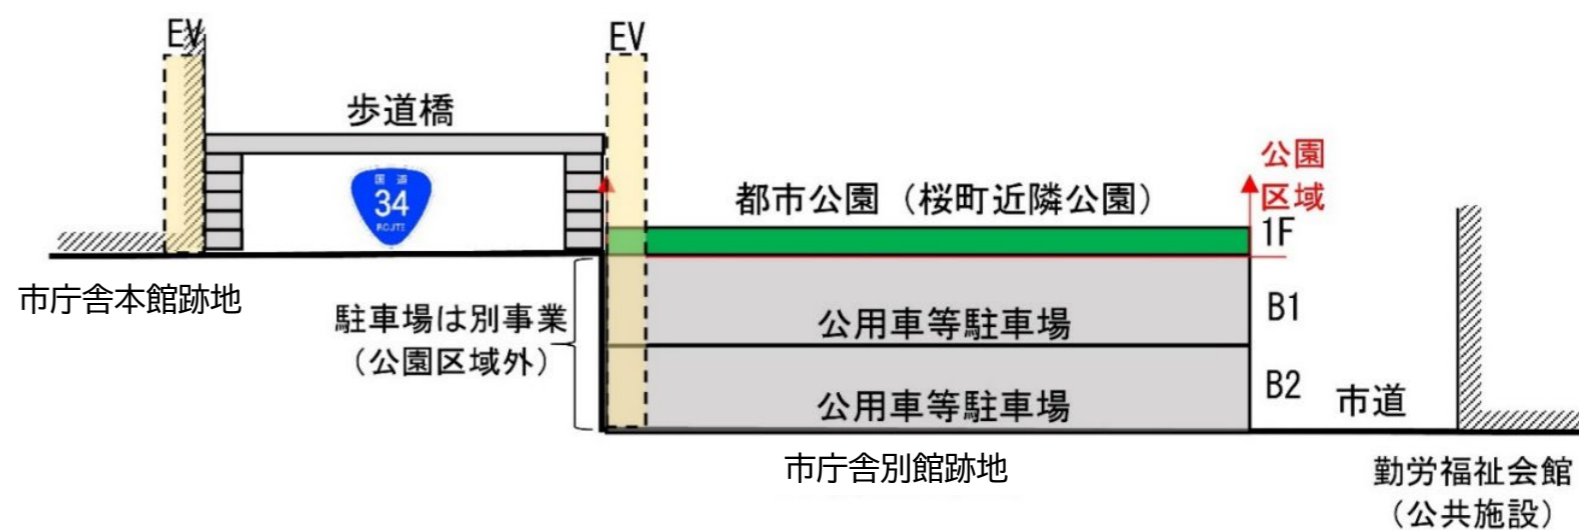 EV
EV
歩道橋
国道
34
ROUTE
公園
区域
都市公園（桜町近隣公園）
1F
市庁舎本館跡地
駐車場は別事業
（公園区域外）
公用車等駐車場
B1
公用車等駐車場
B2
市道
市庁舎別館跡地
勤労福祉会館
（公共施設）